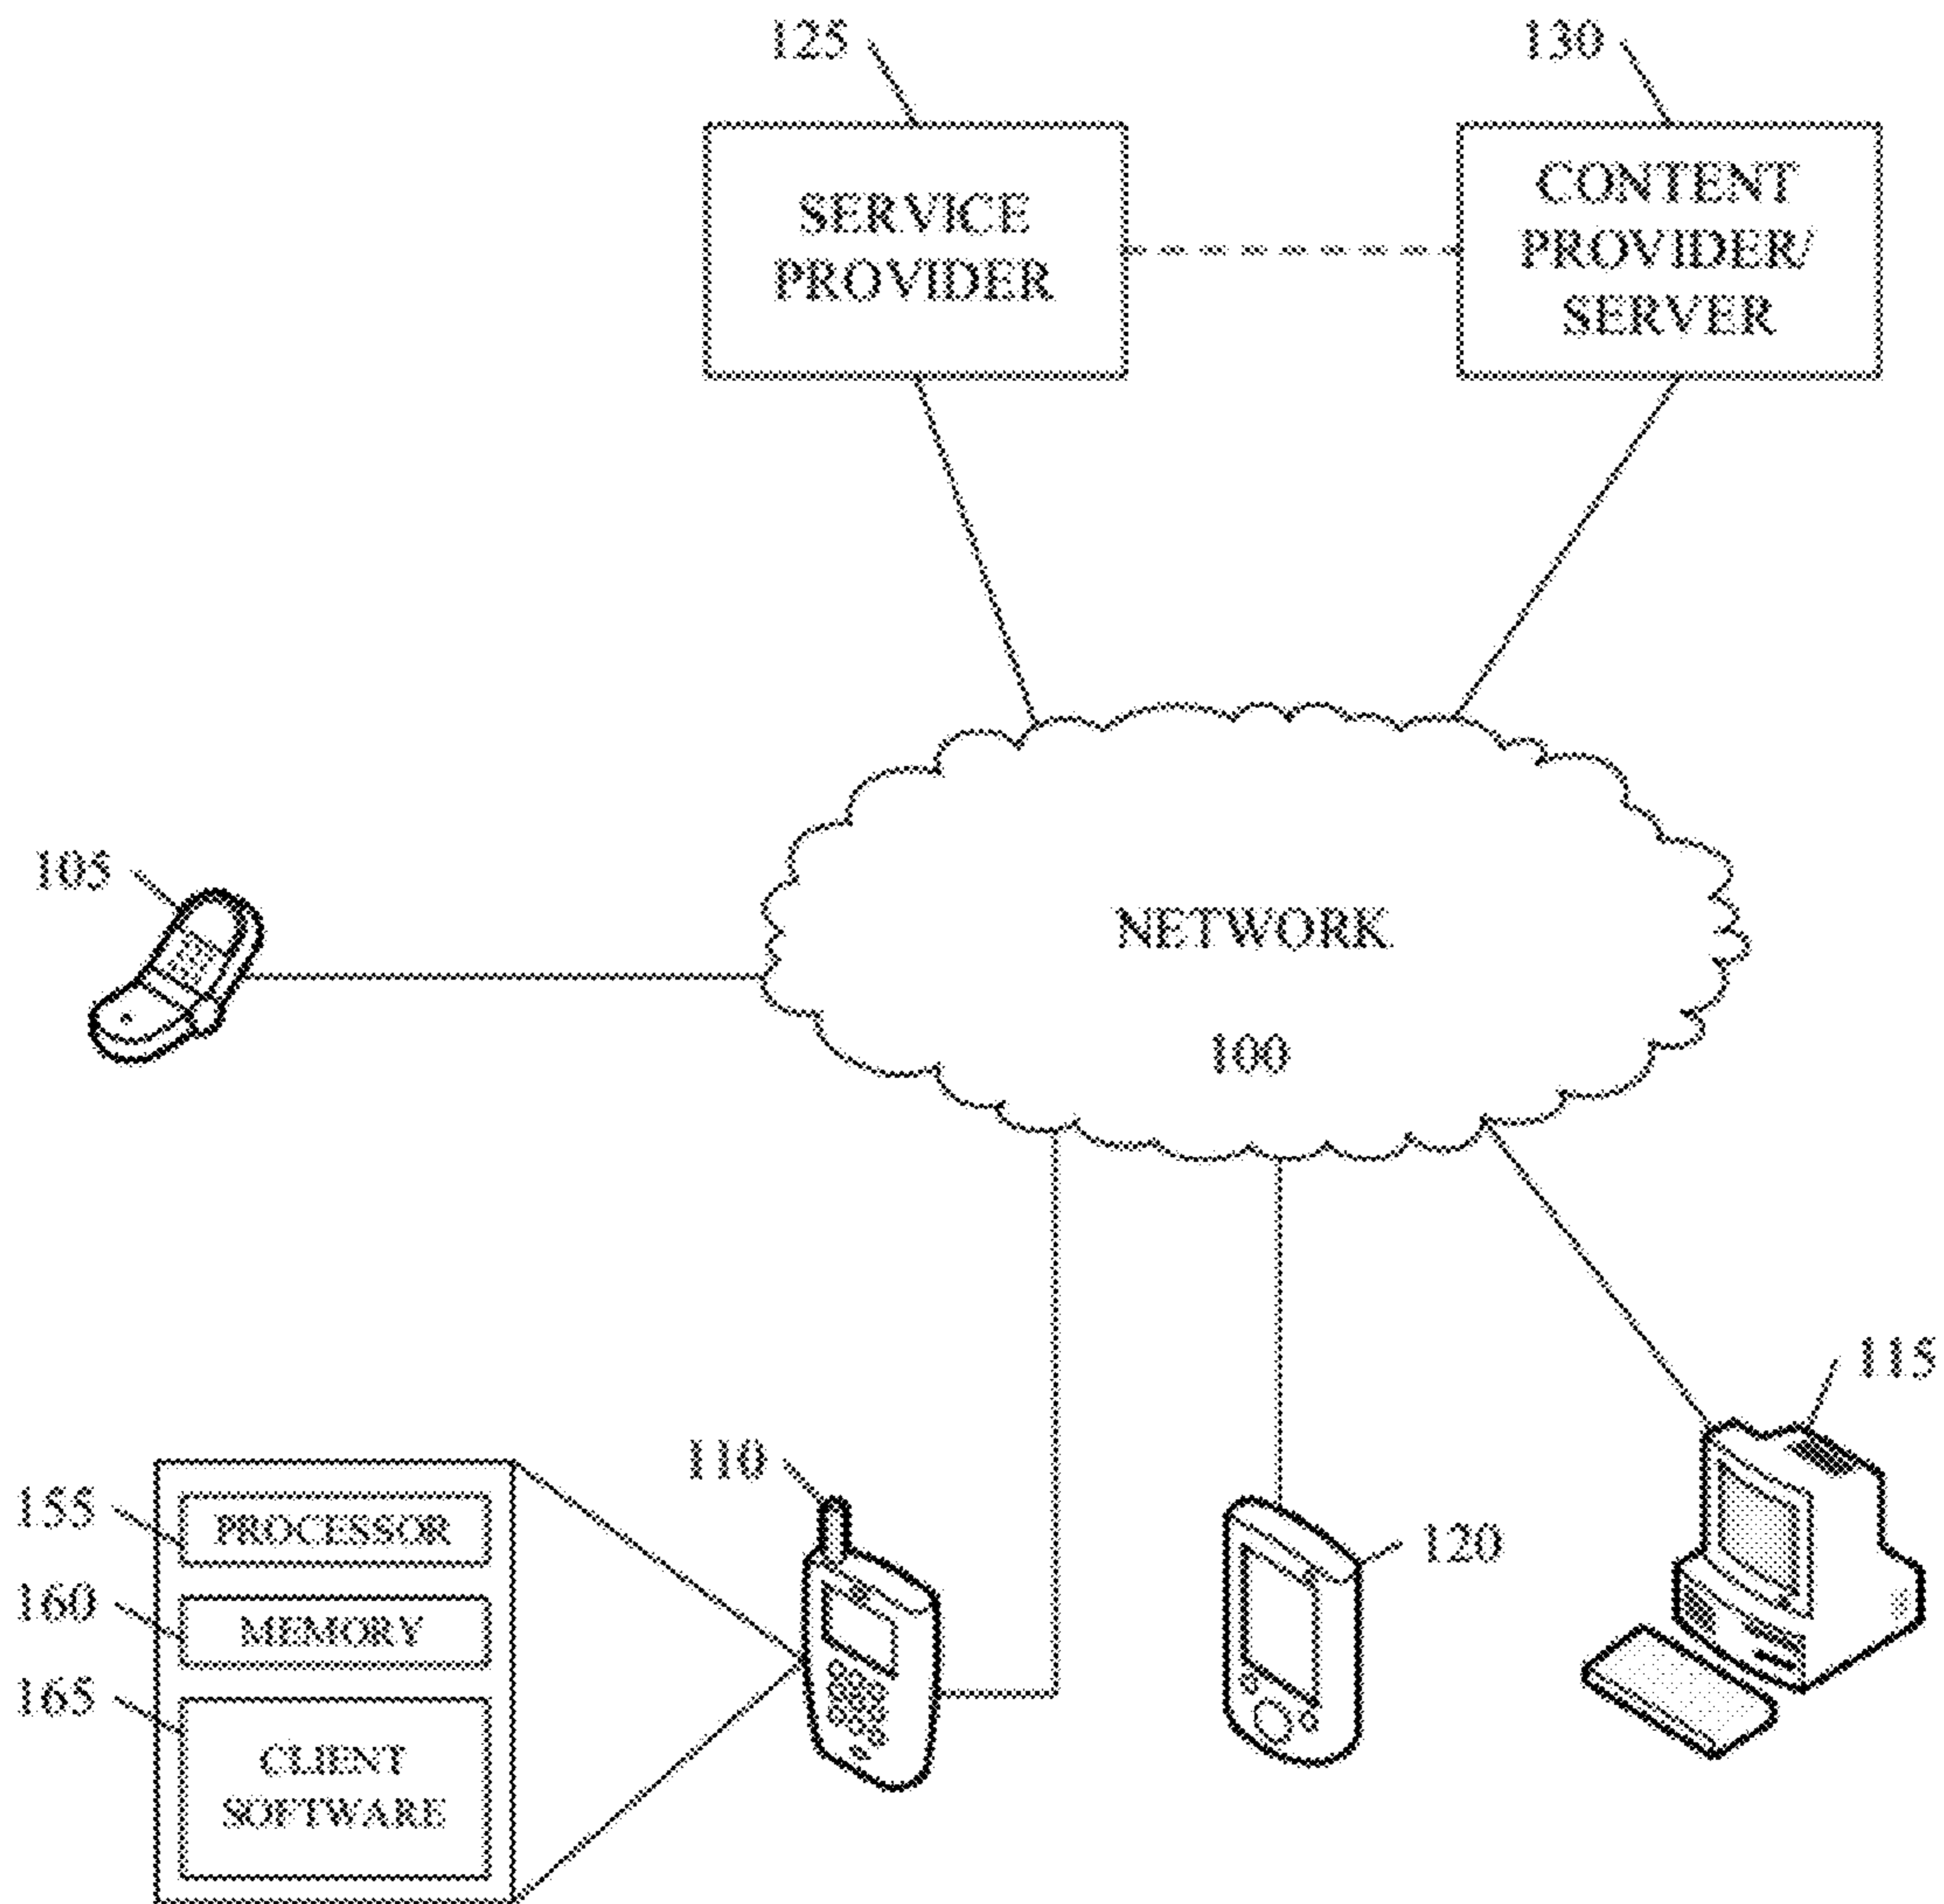 125
130
SERVICE
PROVIDER
CONTENT
PROVIDER/
SERVER
105
NETWORK
100
115
110
120
155
PROCESSOR
160
MEMORY
165
CLIENT
SOFTWARE